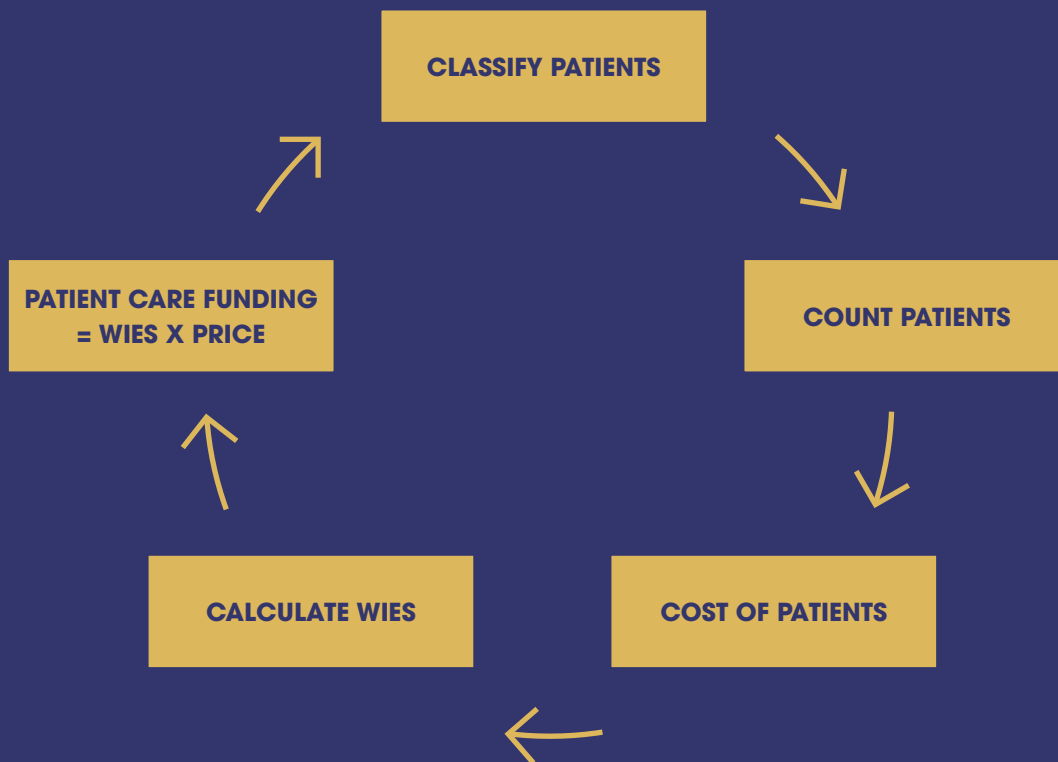 CLASSIFY PATIENTS
COUNT PATIENTS
COST OF PATIENTS
CALCULATE WIES
PATIENT CARE FUNDING
= WIES X PRICE